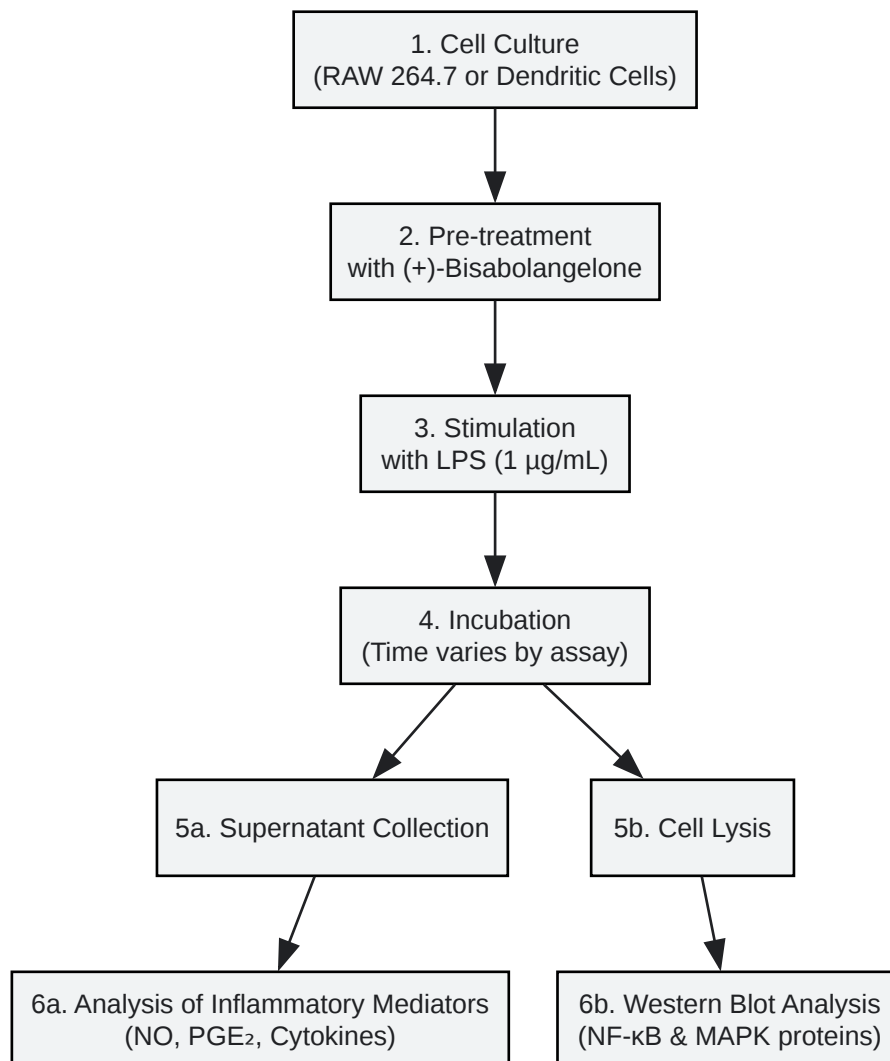 1. Cell Culture
(RAW 264.7 or Dendritic Cells)
2. Pre-treatment
with (+)-Bisabolangelone
3. Stimulation
with LPS (1 µg/mL)
4. Incubation
(Time varies by assay)
5a. Supernatant Collection
5b. Cell Lysis
6a. Analysis of Inflammatory Mediators
(NO, PGE₂, Cytokines)
6b. Western Blot Analysis
(NF-κB & MAPK proteins)